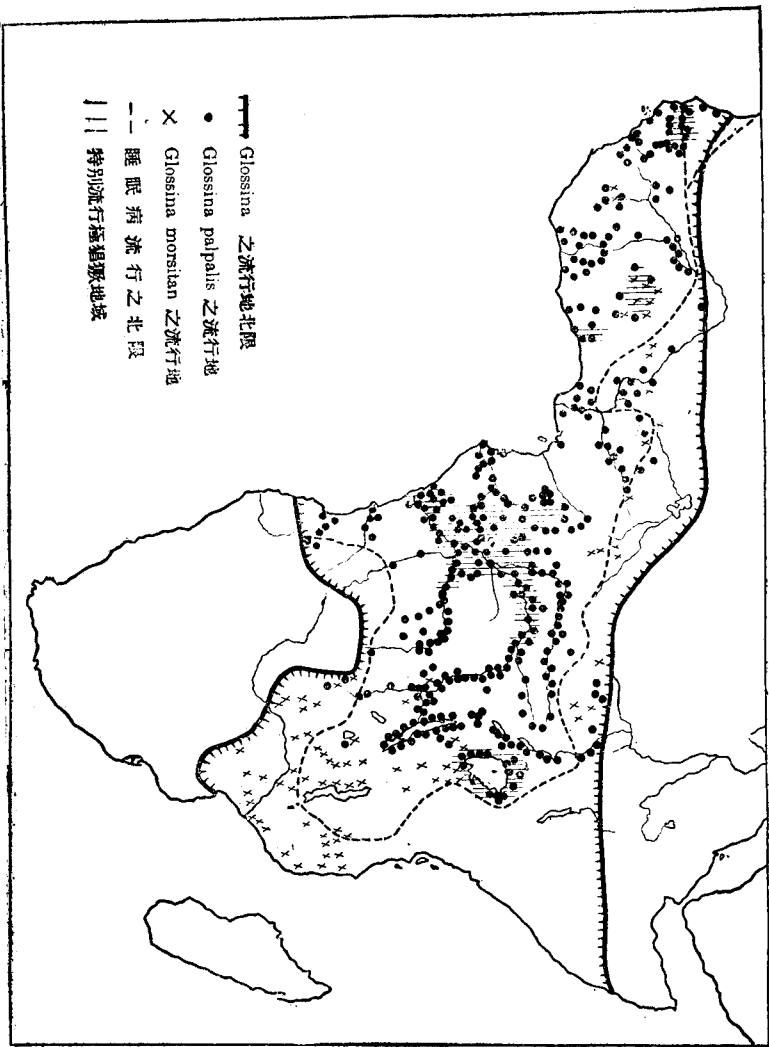 Glossina 之流行地北限
Glossina palpalis 之流行地
Glossina morsitan 之流行地
睡眠病流行之北限
特別流行極猖獗地域